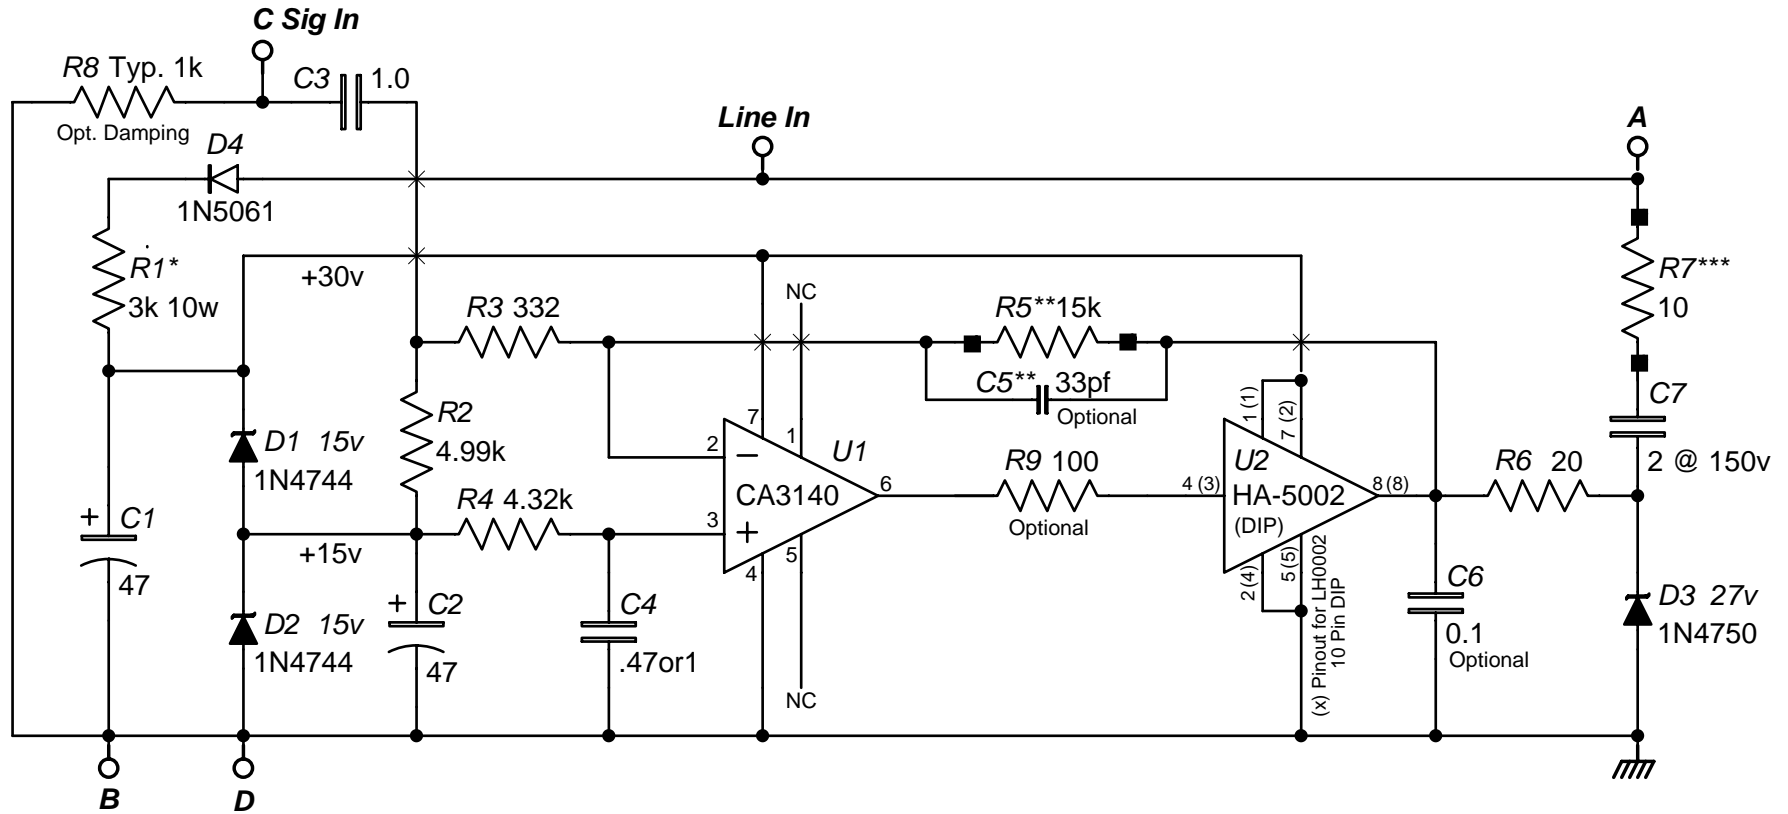 C Sig In
R8 Typ. 1k
Opt. Damping
C3 1.0
D4
1N5061
Line In
A
R1*
3k 10w
+30v
R3 332
NC
R5**15k
C5** 33pf
Optional
R7***
10
C7
2 @ 150v
R2
4.99k
D1 15v
1N4744
7
2
−
1
U1
CA3140
6
R9 100
Optional
1 (1)
7 (2)
4 (3)
U2
HA-5002
(DIP)
8 (8)
R6 20
R4 4.32k
3
+
4
5
2 (4)
5 (5)
+ C1
47
+15v
D2 15v
1N4744
+ C2
47
C4
.47or1
NC
(x) Pinout for LH0002
10 Pin DIP
C6
0.1
Optional
D3 27v
1N4750
B
D